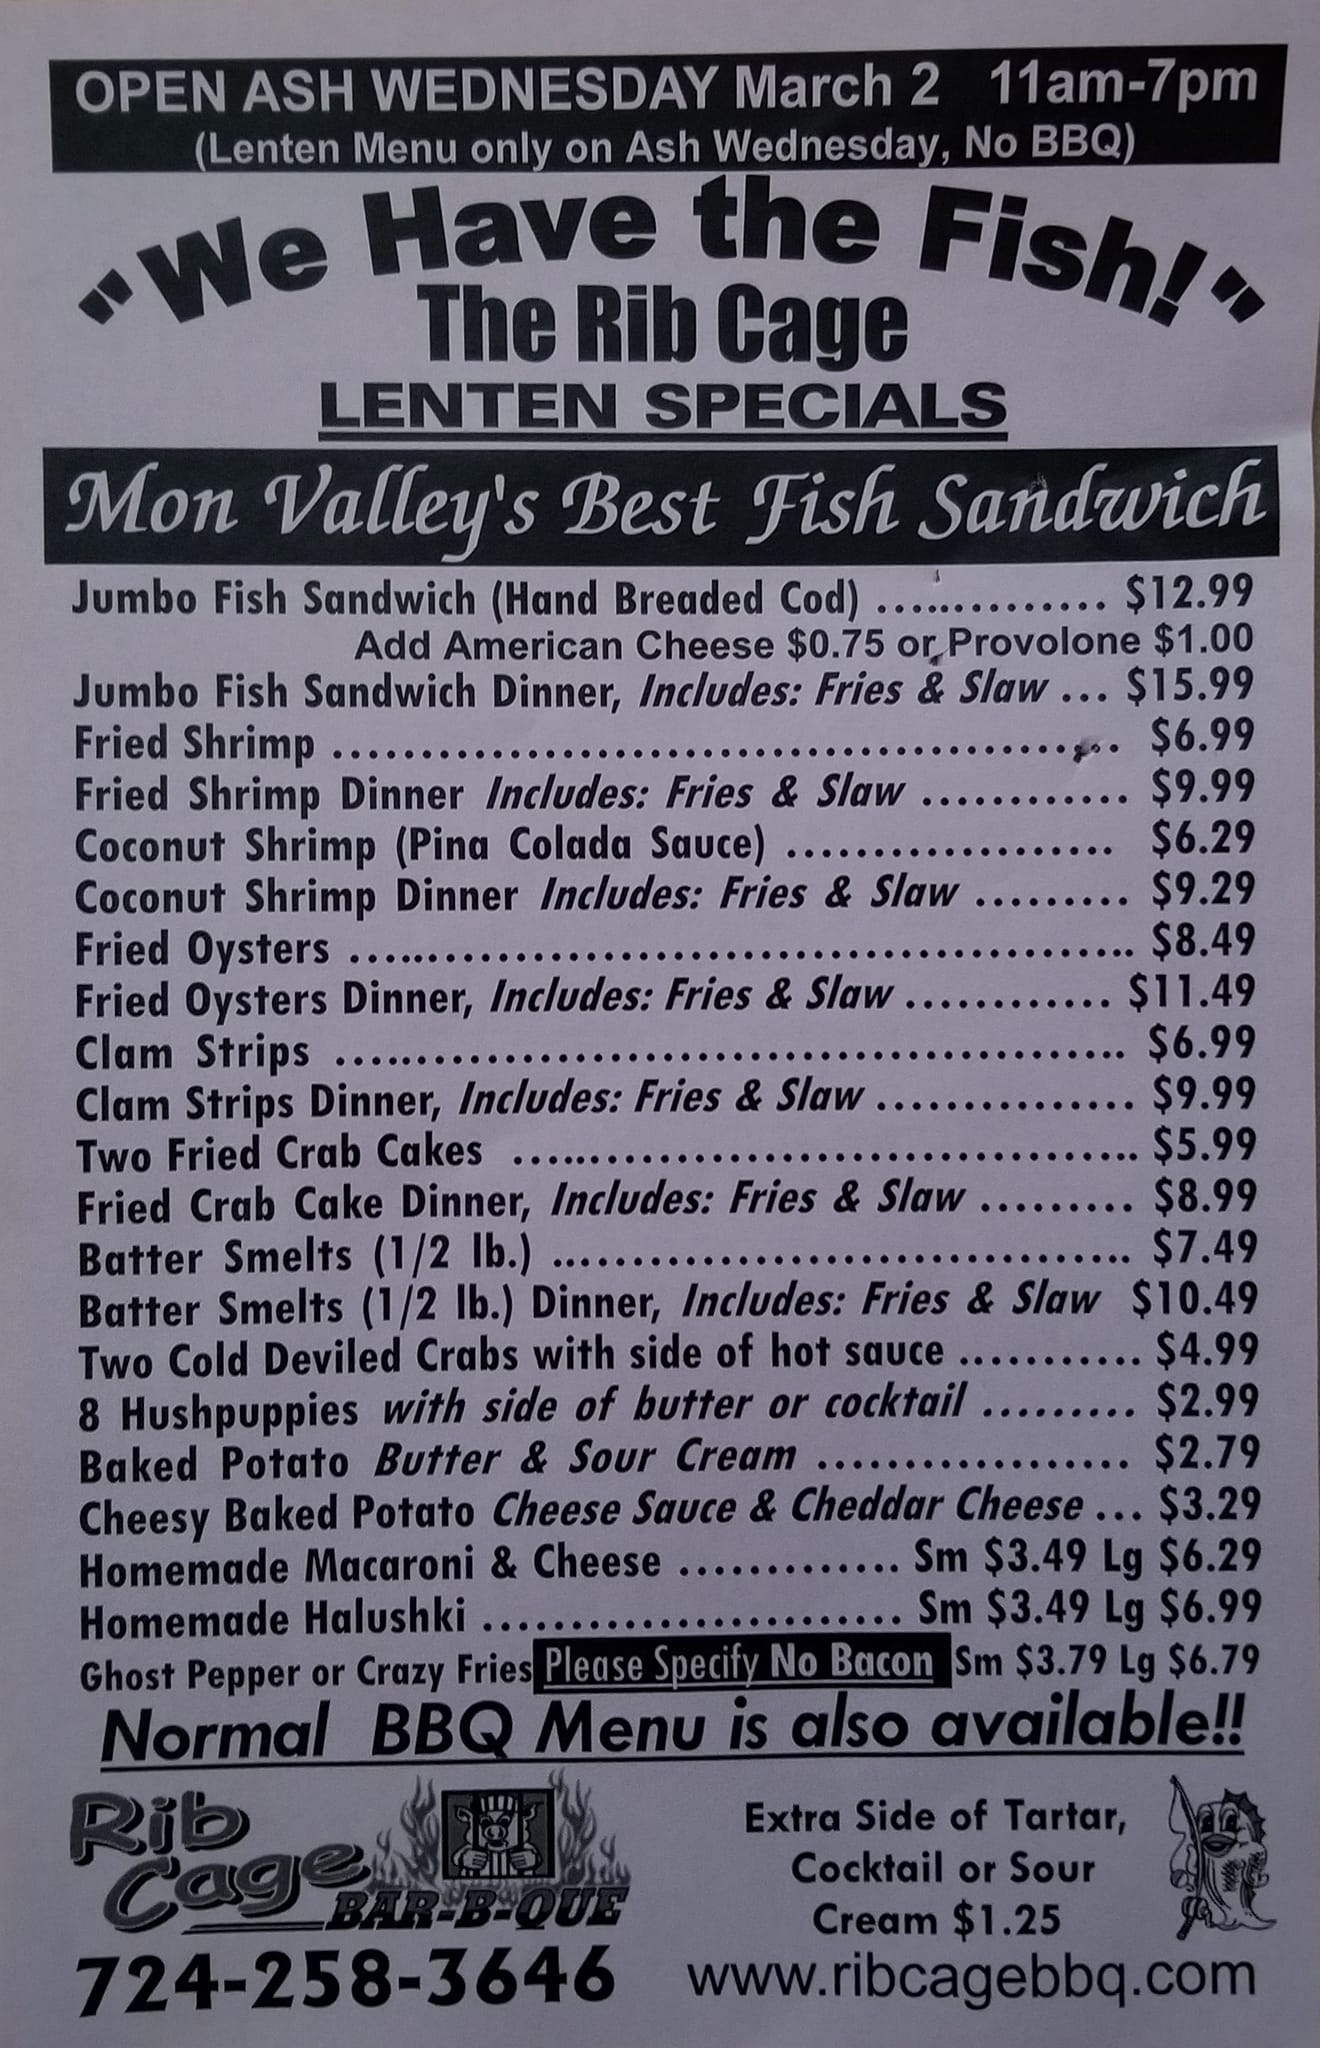 OPEN ASH WEDNESDAY March 2 11am-7pm
(Lenten Menu only on Ash Wednesday, No BBQ)
"We Have the Fish!"
The Rib Cage
LENTEN SPECIALS
Mon Valley's Best Fish Sandwich
Jumbo Fish Sandwich (Hand Breaded Cod) ................ $12.99
Add American Cheese $0.75 or Provolone $1.00
Jumbo Fish Sandwich Dinner, Includes: Fries & Slaw ... $15.99
Fried Shrimp ...................................................... $6.99
Fried Shrimp Dinner Includes: Fries & Slaw ............ $9.99
Coconut Shrimp (Pina Colada Sauce) ................... $6.29
Coconut Shrimp Dinner Includes: Fries & Slaw ......... $9.29
Fried Oysters ...................................................... $8.49
Fried Oysters Dinner, Includes: Fries & Slaw ............ $11.49
Clam Strips ...................................................... $6.99
Clam Strips Dinner, Includes: Fries & Slaw ............... $9.99
Two Fried Crab Cakes .......................................... $5.99
Fried Crab Cake Dinner, Includes: Fries & Slaw ......... $8.99
Batter Smelts (1/2 lb.) ....................................... $7.49
Batter Smelts (1/2 lb.) Dinner, Includes: Fries & Slaw $10.49
Two Cold Deviled Crabs with side of hot sauce ........... $4.99
8 Hushpuppies with side of butter or cocktail ......... $2.99
Baked Potato Butter & Sour Cream .................. $2.79
Cheesy Baked Potato Cheese Sauce & Cheddar Cheese ... $3.29
Homemade Macaroni & Cheese ............. Sm $3.49 Lg $6.29
Homemade Halushki ......................... Sm $3.49 Lg $6.99
Ghost Pepper or Crazy Fries Please Specify No Bacon Sm $3.79 Lg $6.79
Normal BBQ Menu is also available!!
Rib
Cage
BAR-B-QUE
724-258-3646
Extra Side of Tartar,
Cocktail or Sour
Cream $1.25
www.ribcagebbq.com